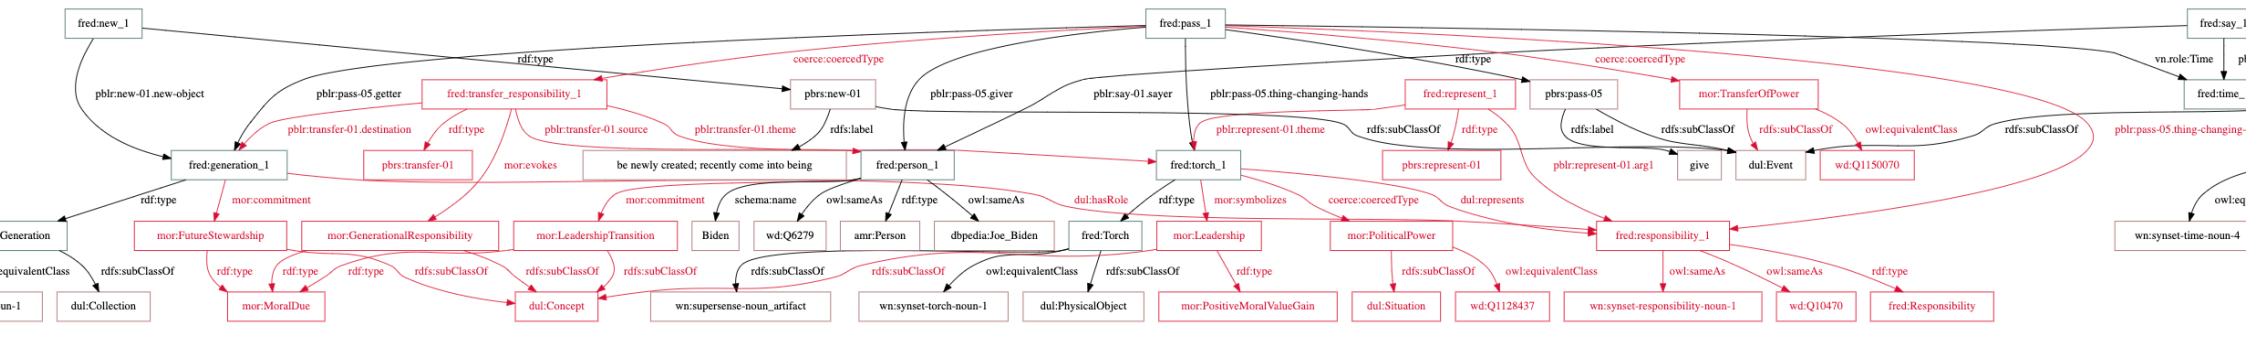 fred:new_1 fred:pass_1 fred:say_1
rdf:type coerce:coercedType rdf:type coerce:coercedType vn.role:Time
pblr:new-01.new-object pblr:pass-05.getter fred:transfer_responsibility_1 pbrs:new-01 pblr:pass-05.giver pblr:say-01.sayer pblr:pass-05.thing-changing-hands fred:represent_1 pbrs:pass-05 mor:TransferOfPower fred:time_
pblr:transfer-01.destination rdf:type pblr:transfer-01.source pblr:transfer-01.theme rdfs:label pblr:represent-01.theme rdf:type rdfs:subClassOf rdfs:label rdfs:subClassOf rdfs:subClassOf owl:equivalentClass rdfs:subClassOf pblr:pass-05.thing-changing-
fred:generation_1 pbrs:transfer-01 mor:evokes be newly created; recently come into being fred:person_1 fred:torch_1 pbrs:represent-01 pblr:represent-01.arg1 give dul:Event wd:Q1150070
rdf:type mor:commitment mor:commitment schema:name owl:sameAs rdf:type owl:sameAs dul:hasRole rdf:type mor:symbolizes coerce:coercedType dul:represents owl:eq
Generation mor:FutureStewardship mor:GenerationalResponsibility mor:LeadershipTransition Biden wd:Q6279 amr:Person dbpedia:Joe_Biden fred:Torch mor:Leadership mor:PoliticalPower fred:responsibility_1 wn:synset-time-noun-4
equivalentClass rdfs:subClassOf rdf:type rdf:type rdf:type rdfs:subClassOf rdfs:subClassOf rdfs:subClassOf rdfs:subClassOf rdfs:subClassOf owl:equivalentClass rdfs:subClassOf rdf:type rdfs:subClassOf owl:equivalentClass owl:sameAs owl:sameAs rdf:type
un-1 dul:Collection mor:MoralDue dul:Concept wn:supersense-noun_artifact wn:synset-torch-noun-1 dul:PhysicalObject mor:PositiveMoralValueGain dul:Situation wd:Q1128437 wn:synset-responsibility-noun-1 wd:Q10470 fred:Responsibility